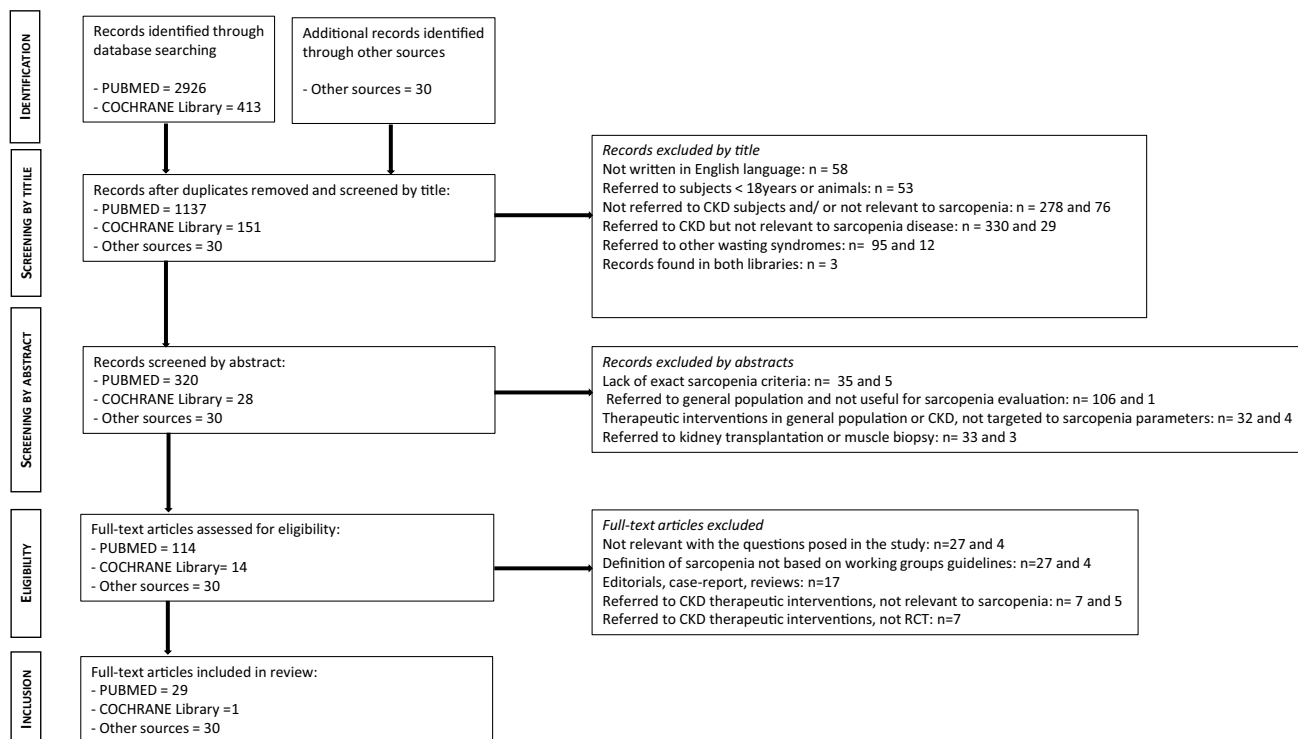 IDENTIFICATION
Records identified through
database searching
- PUBMED = 2926
- COCHRANE Library = 413
Additional records identified
through other sources
- Other sources = 30
SCREENING BY TITILE
Records after duplicates removed and screened by title:
- PUBMED = 1137
- COCHRANE Library = 151
- Other sources = 30
Records excluded by title
Not written in English language: n = 58
Referred to subjects < 18years or animals: n = 53
Not referred to CKD subjects and/ or not relevant to sarcopenia: n = 278 and 76
Referred to CKD but not relevant to sarcopenia disease: n = 330 and 29
Referred to other wasting syndromes: n= 95 and 12
Records found in both libraries: n = 3
SCREENING BY ABSTRACT
Records screened by abstract:
- PUBMED = 320
- COCHRANE Library = 28
- Other sources = 30
Records excluded by abstracts
Lack of exact sarcopenia criteria: n= 35 and 5
Referred to general population and not useful for sarcopenia evaluation: n= 106 and 1
Therapeutic interventions in general population or CKD, not targeted to sarcopenia parameters: n= 32 and 4
Referred to kidney transplantation or muscle biopsy: n= 33 and 3
ELIGIBILITY
Full-text articles assessed for eligibility:
- PUBMED = 114
- COCHRANE Library= 14
- Other sources = 30
Full-text articles excluded
Not relevant with the questions posed in the study: n=27 and 4
Definition of sarcopenia not based on working groups guidelines: n=27 and 4
Editorials, case-report, reviews: n=17
Referred to CKD therapeutic interventions, not relevant to sarcopenia: n= 7 and 5
Referred to CKD therapeutic interventions, not RCT: n=7
INCLUSION
Full-text articles included in review:
- PUBMED = 29
- COCHRANE Library =1
- Other sources = 30